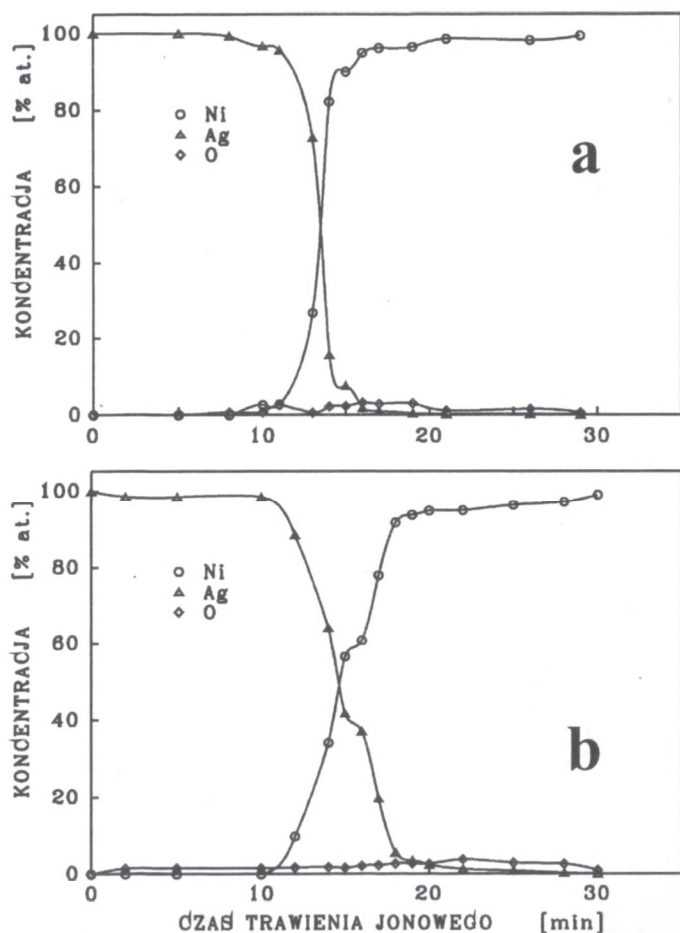 KONCENTRACJA [% at.]
100
80
60
40
20
0
Ni
Ag
O
a
0 10 20 30
KONCENTRACJA [% at.]
100
80
60
40
20
0
Ni
Ag
O
b
0 10 20 30
CZAS TRAWIENIA JONOWEGO [min]